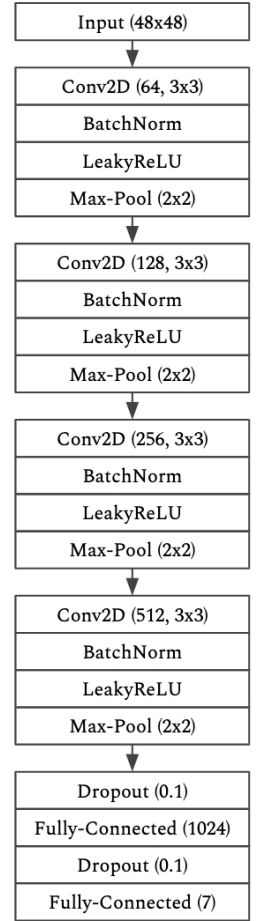 Input (48x48)
Conv2D (64, 3x3)
BatchNorm
LeakyReLU
Max-Pool (2x2)
Conv2D (128, 3x3)
BatchNorm
LeakyReLU
Max-Pool (2x2)
Conv2D (256, 3x3)
BatchNorm
LeakyReLU
Max-Pool (2x2)
Conv2D (512, 3x3)
BatchNorm
LeakyReLU
Max-Pool (2x2)
Dropout (0.1)
Fully-Connected (1024)
Dropout (0.1)
Fully-Connected (7)